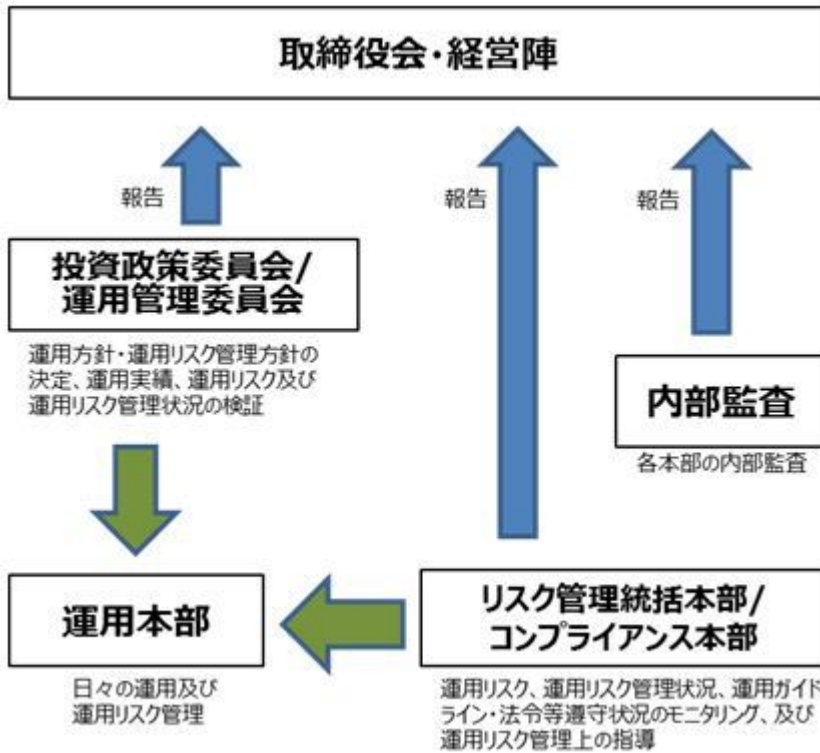 取締役会・経営陣
報告
報告
報告
投資政策委員会/
運用管理委員会
運用方針・運用リスク管理方針の
決定、運用実績、運用リスク及び
運用リスク管理状況の検証
内部監査
各本部の内部監査
運用本部
日々の運用及び
運用リスク管理
リスク管理統括本部/
コンプライアンス本部
運用リスク、運用リスク管理状況、運用ガイド
ライン・法令等遵守状況のモニタリング、及び
運用リスク管理上の指導